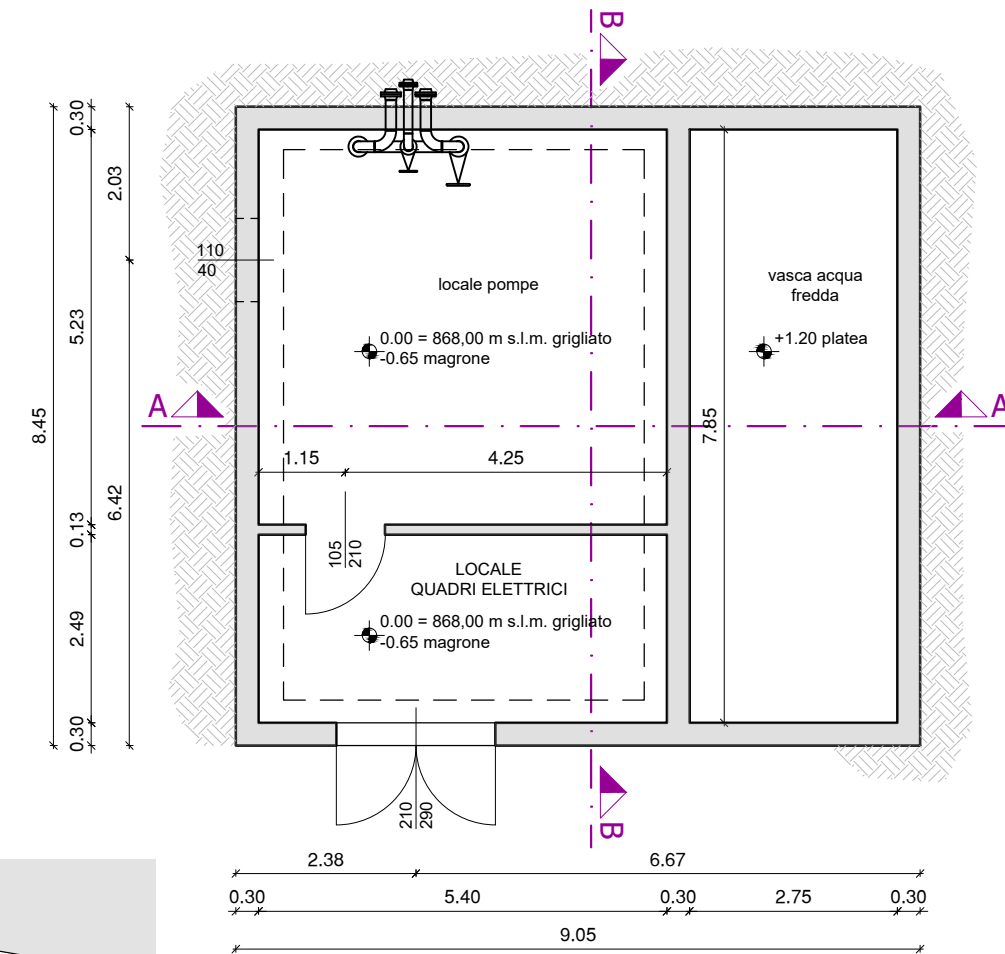 B
0.30
2.03
5.23
8.45
6.42
0.13
2.49
0.30
110
40
locale pompe
0.00 = 868,00 m s.l.m. grigliato
-0.65 magrone
vasca acqua
fredda
+1.20 platea
A
A
7.85
1.15
4.25
105
210
LOCALE
QUADRI ELETTRICI
0.00 = 868,00 m s.l.m. grigliato
-0.65 magrone
210
290
B
2.38
6.67
0.30
5.40
0.30
2.75
0.30
9.05